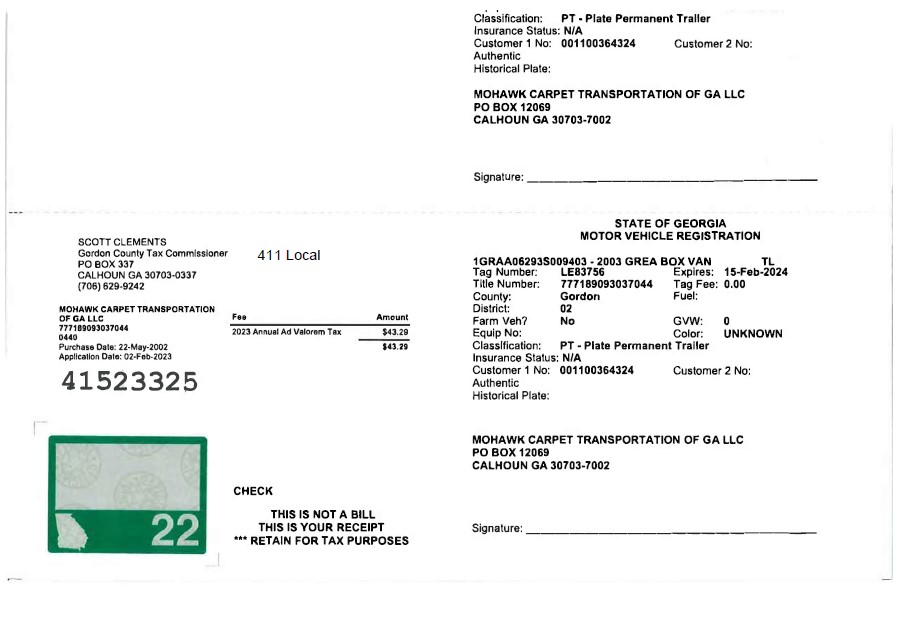 Classification: PT - Plate Permanent Trailer
Insurance Status: N/A
Customer 1 No: 001100364324 Customer 2 No:
Authentic
Historical Plate:
MOHAWK CARPET TRANSPORTATION OF GA LLC
PO BOX 12069
CALHOUN GA 30703-7002
Signature:
SCOTT CLEMENTS
Gordon County Tax Commissioner
PO BOX 337
CALHOUN GA 30703-0337
(706) 629-9242
411 Local
MOHAWK CARPET TRANSPORTATION
OF GA LLC
777189093037044
0440
Purchase Date: 22-May-2002
Application Date: 02-Feb-2023
41523325
Fee Amount
2023 Annual Ad Valorem Tax $43.29
$43.29
22
CHECK
THIS IS NOT A BILL
THIS IS YOUR RECEIPT
*** RETAIN FOR TAX PURPOSES
STATE OF GEORGIA
MOTOR VEHICLE REGISTRATION
1GRAA06293S009403 - 2003 GREA BOX VAN TL
Tag Number: LE83756 Expires: 15-Feb-2024
Title Number: 777189093037044 Tag Fee: 0.00
County: Gordon Fuel:
District: 02
Farm Veh? No GVW: 0
Equip No: Color: UNKNOWN
Classification: PT - Plate Permanent Trailer
Insurance Status: N/A
Customer 1 No: 001100364324 Customer 2 No:
Authentic
Historical Plate:
MOHAWK CARPET TRANSPORTATION OF GA LLC
PO BOX 12069
CALHOUN GA 30703-7002
Signature: